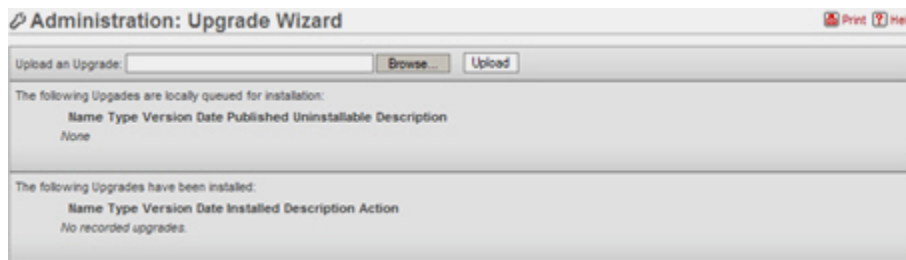 Administration: Upgrade Wizard
Print ? He
Upload an Upgrade: Browse... Upload
The following Upgades are locally queued for installation:
Name Type Version Date Published Uninstallable Description
None
The following Upgrades have been installed:
Name Type Version Date Installed Description Action
No recorded upgrades.